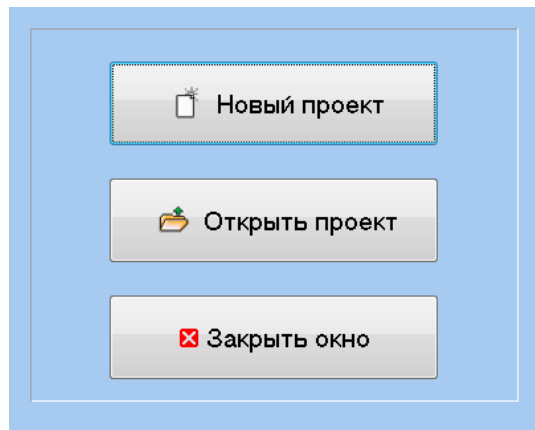 Новый проект
Открыть проект
Закрыть окно